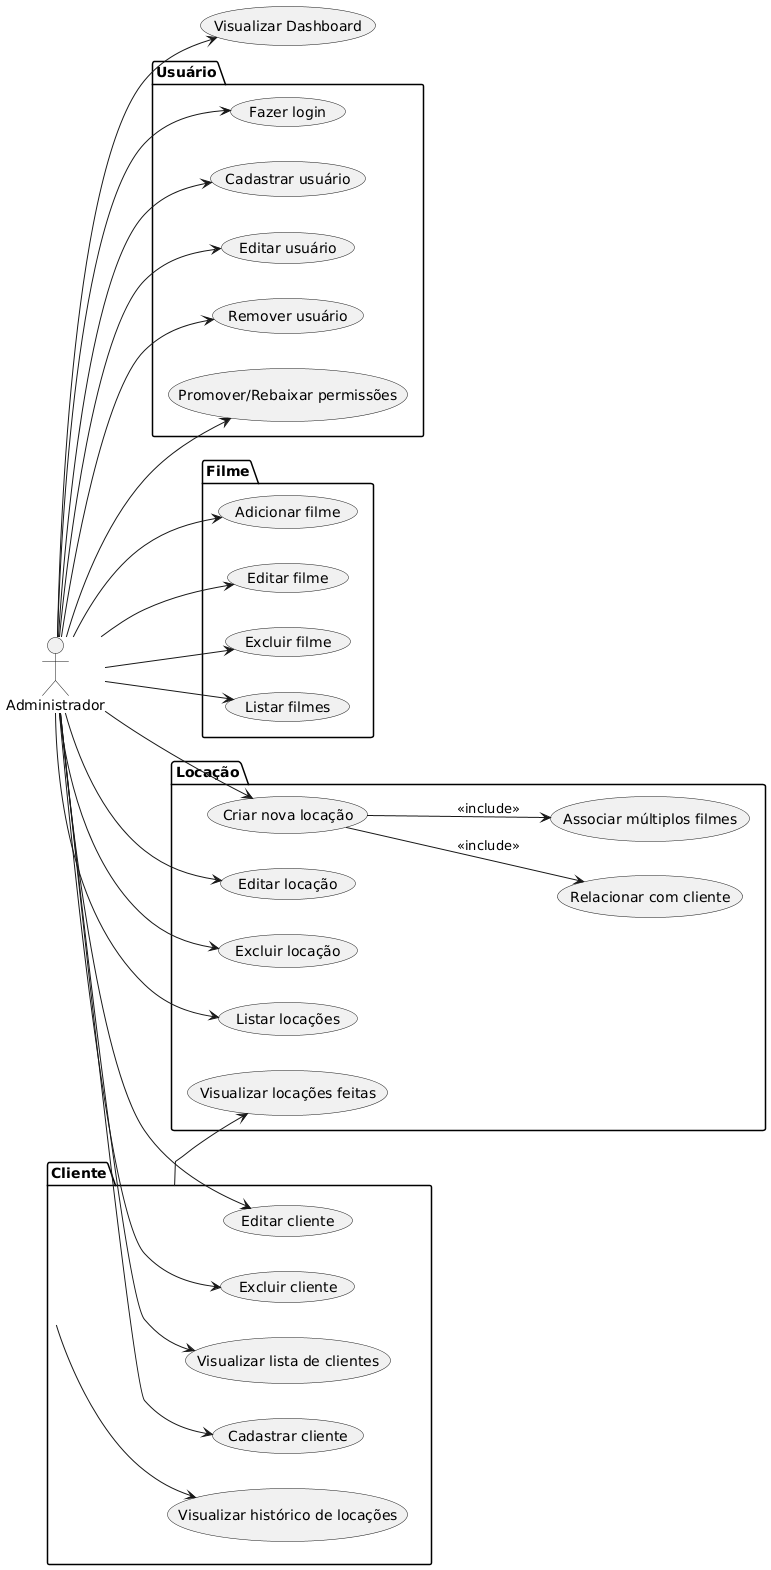 Visualizar Dashboard
Usuário
Fazer login
Cadastrar usuário
Editar usuário
Remover usuário
Promover/Rebaixar permissões
Filme
Adicionar filme
Editar filme
Excluir filme
Listar filmes
Administrador
Locação
Criar nova locação
«include»
Associar múltiplos filmes
«include»
Relacionar com cliente
Editar locação
Excluir locação
Listar locações
Visualizar locações feitas
Cliente
Editar cliente
Excluir cliente
Visualizar lista de clientes
Cadastrar cliente
Visualizar histórico de locações